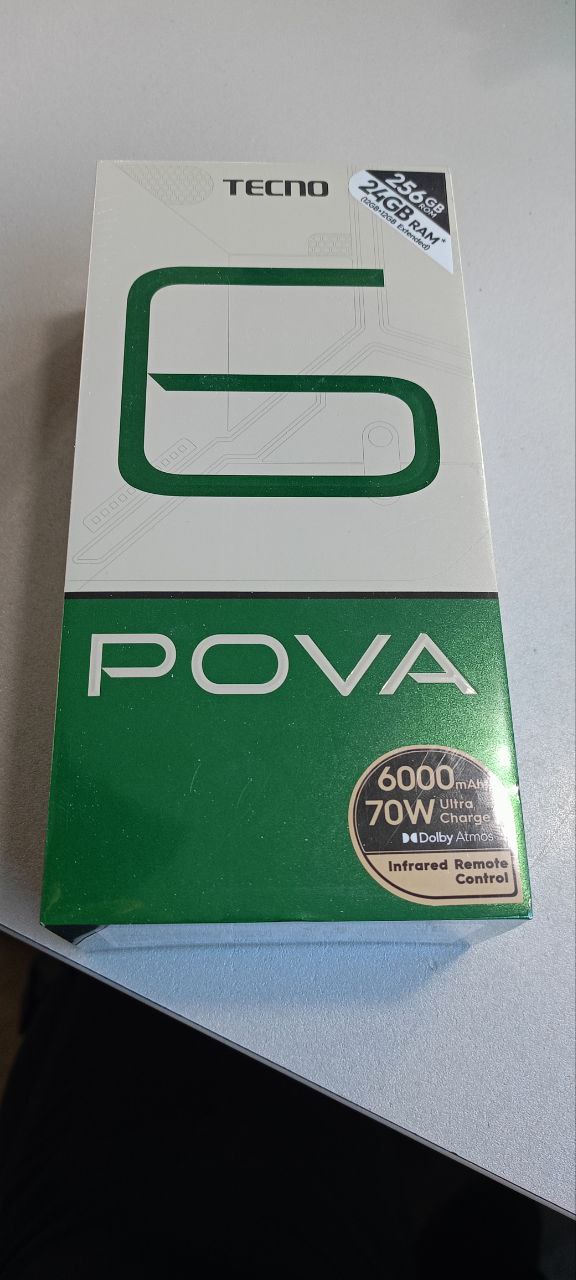 TECNO
256GB
ROM
24GB RAM*
(12GB+12GB Extended)
6
POVA
6000mAh
70W Ultra
Charge
Dolby Atmos
Infrared Remote
Control